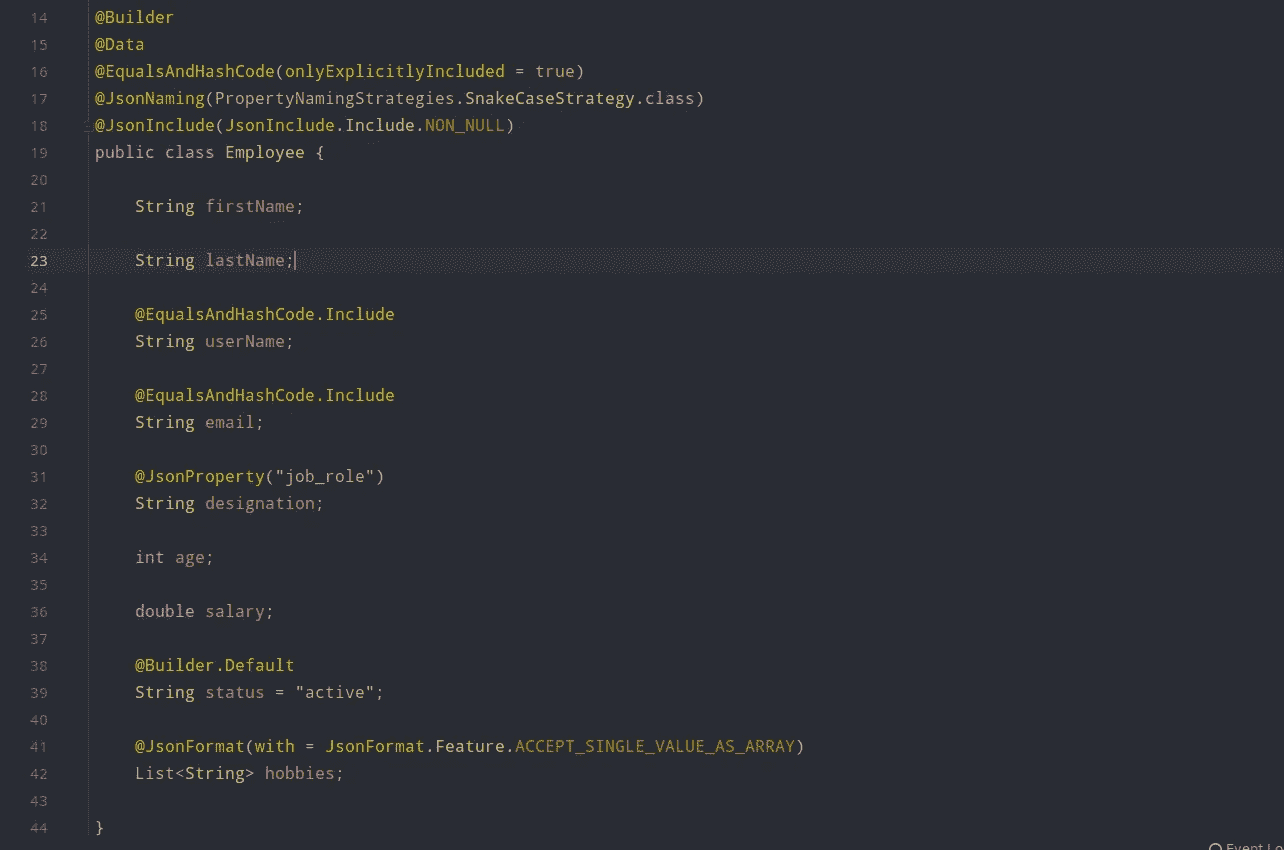 14 @Builder
15 @Data
16 @EqualsAndHashCode(onlyExplicitlyIncluded = true)
17 @JsonNaming(PropertyNamingStrategies.SnakeCaseStrategy.class)
18 @JsonInclude(JsonInclude.Include.NON_NULL)
19 public class Employee {
20
21 String firstName;
22
23 String lastName;
24
25 @EqualsAndHashCode.Include
26 String userName;
27
28 @EqualsAndHashCode.Include
29 String email;
30
31 @JsonProperty("job_role")
32 String designation;
33
34 int age;
35
36 double salary;
37
38 @Builder.Default
39 String status = "active";
40
41 @JsonFormat(with = JsonFormat.Feature.ACCEPT_SINGLE_VALUE_AS_ARRAY)
42 List<String> hobbies;
43
44 }
Event Lo